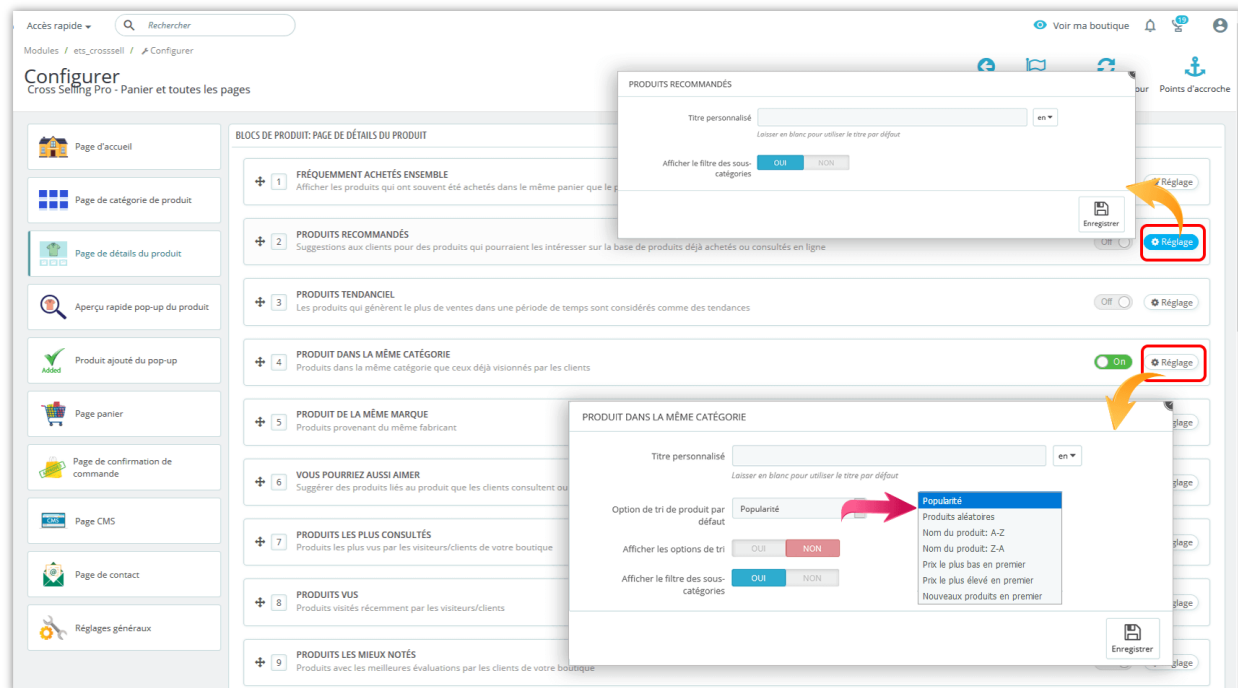 Accès rapide
Rechercher
Voir ma boutique
19
Modules / ets_crosssell / Configurer
Configurer
Cross Selling Pro - Panier et toutes les pages
Points d'accroche
Page d'accueil
Page de catégorie de produit
Page de détails du produit
Aperçu rapide pop-up du produit
Added
Produit ajouté du pop-up
Page panier
Page de confirmation de
commande
CMS
Page CMS
Page de contact
Réglages généraux
BLOCS DE PRODUIT: PAGE DE DÉTAILS DU PRODUIT
1
FRÉQUEMMENT ACHETÉS ENSEMBLE
Afficher les produits qui ont souvent été achetés dans le même panier que le
Réglage
2
PRODUITS RECOMMANDÉS
Suggestions aux clients pour des produits qui pourraient les intéresser sur la base de produits déjà achetés ou consultés en ligne
Off
Réglage
3
PRODUITS TENDANCIEL
Les produits qui génèrent le plus de ventes dans une période de temps sont considérés comme des tendances
Off
Réglage
4
PRODUIT DANS LA MÊME CATÉGORIE
Produits dans la même catégorie que ceux déjà visionnés par les clients
On
Réglage
5
PRODUIT DE LA MÊME MARQUE
Produits provenant du même fabricant
6
VOUS POURRIEZ AUSSI AIMER
Suggérer des produits liés au produit que les clients consultent ou
7
PRODUITS LES PLUS CONSULTÉS
Produits les plus vus par les visiteurs/clients de votre boutique
8
PRODUITS VUS
Produits visités récemment par les visiteurs/clients
9
PRODUITS LES MIEUX NOTÉS
Produits avec les meilleures évaluations par les clients de votre boutique
PRODUITS RECOMMANDÉS
Titre personnalisé
en
Laisser en blanc pour utiliser le titre par défaut
Afficher le filtre des sous-
catégories
OUI NON
Enregistrer
PRODUIT DANS LA MÊME CATÉGORIE
Titre personnalisé
en
Laisser en blanc pour utiliser le titre par défaut
Option de tri de produit par
défaut
Popularité
Afficher les options de tri
OUI NON
Afficher le filtre des sous-
catégories
OUI NON
Popularité
Produits aléatoires
Nom du produit: A-Z
Nom du produit: Z-A
Prix le plus bas en premier
Prix le plus élevé en premier
Nouveaux produits en premier
Enregistrer